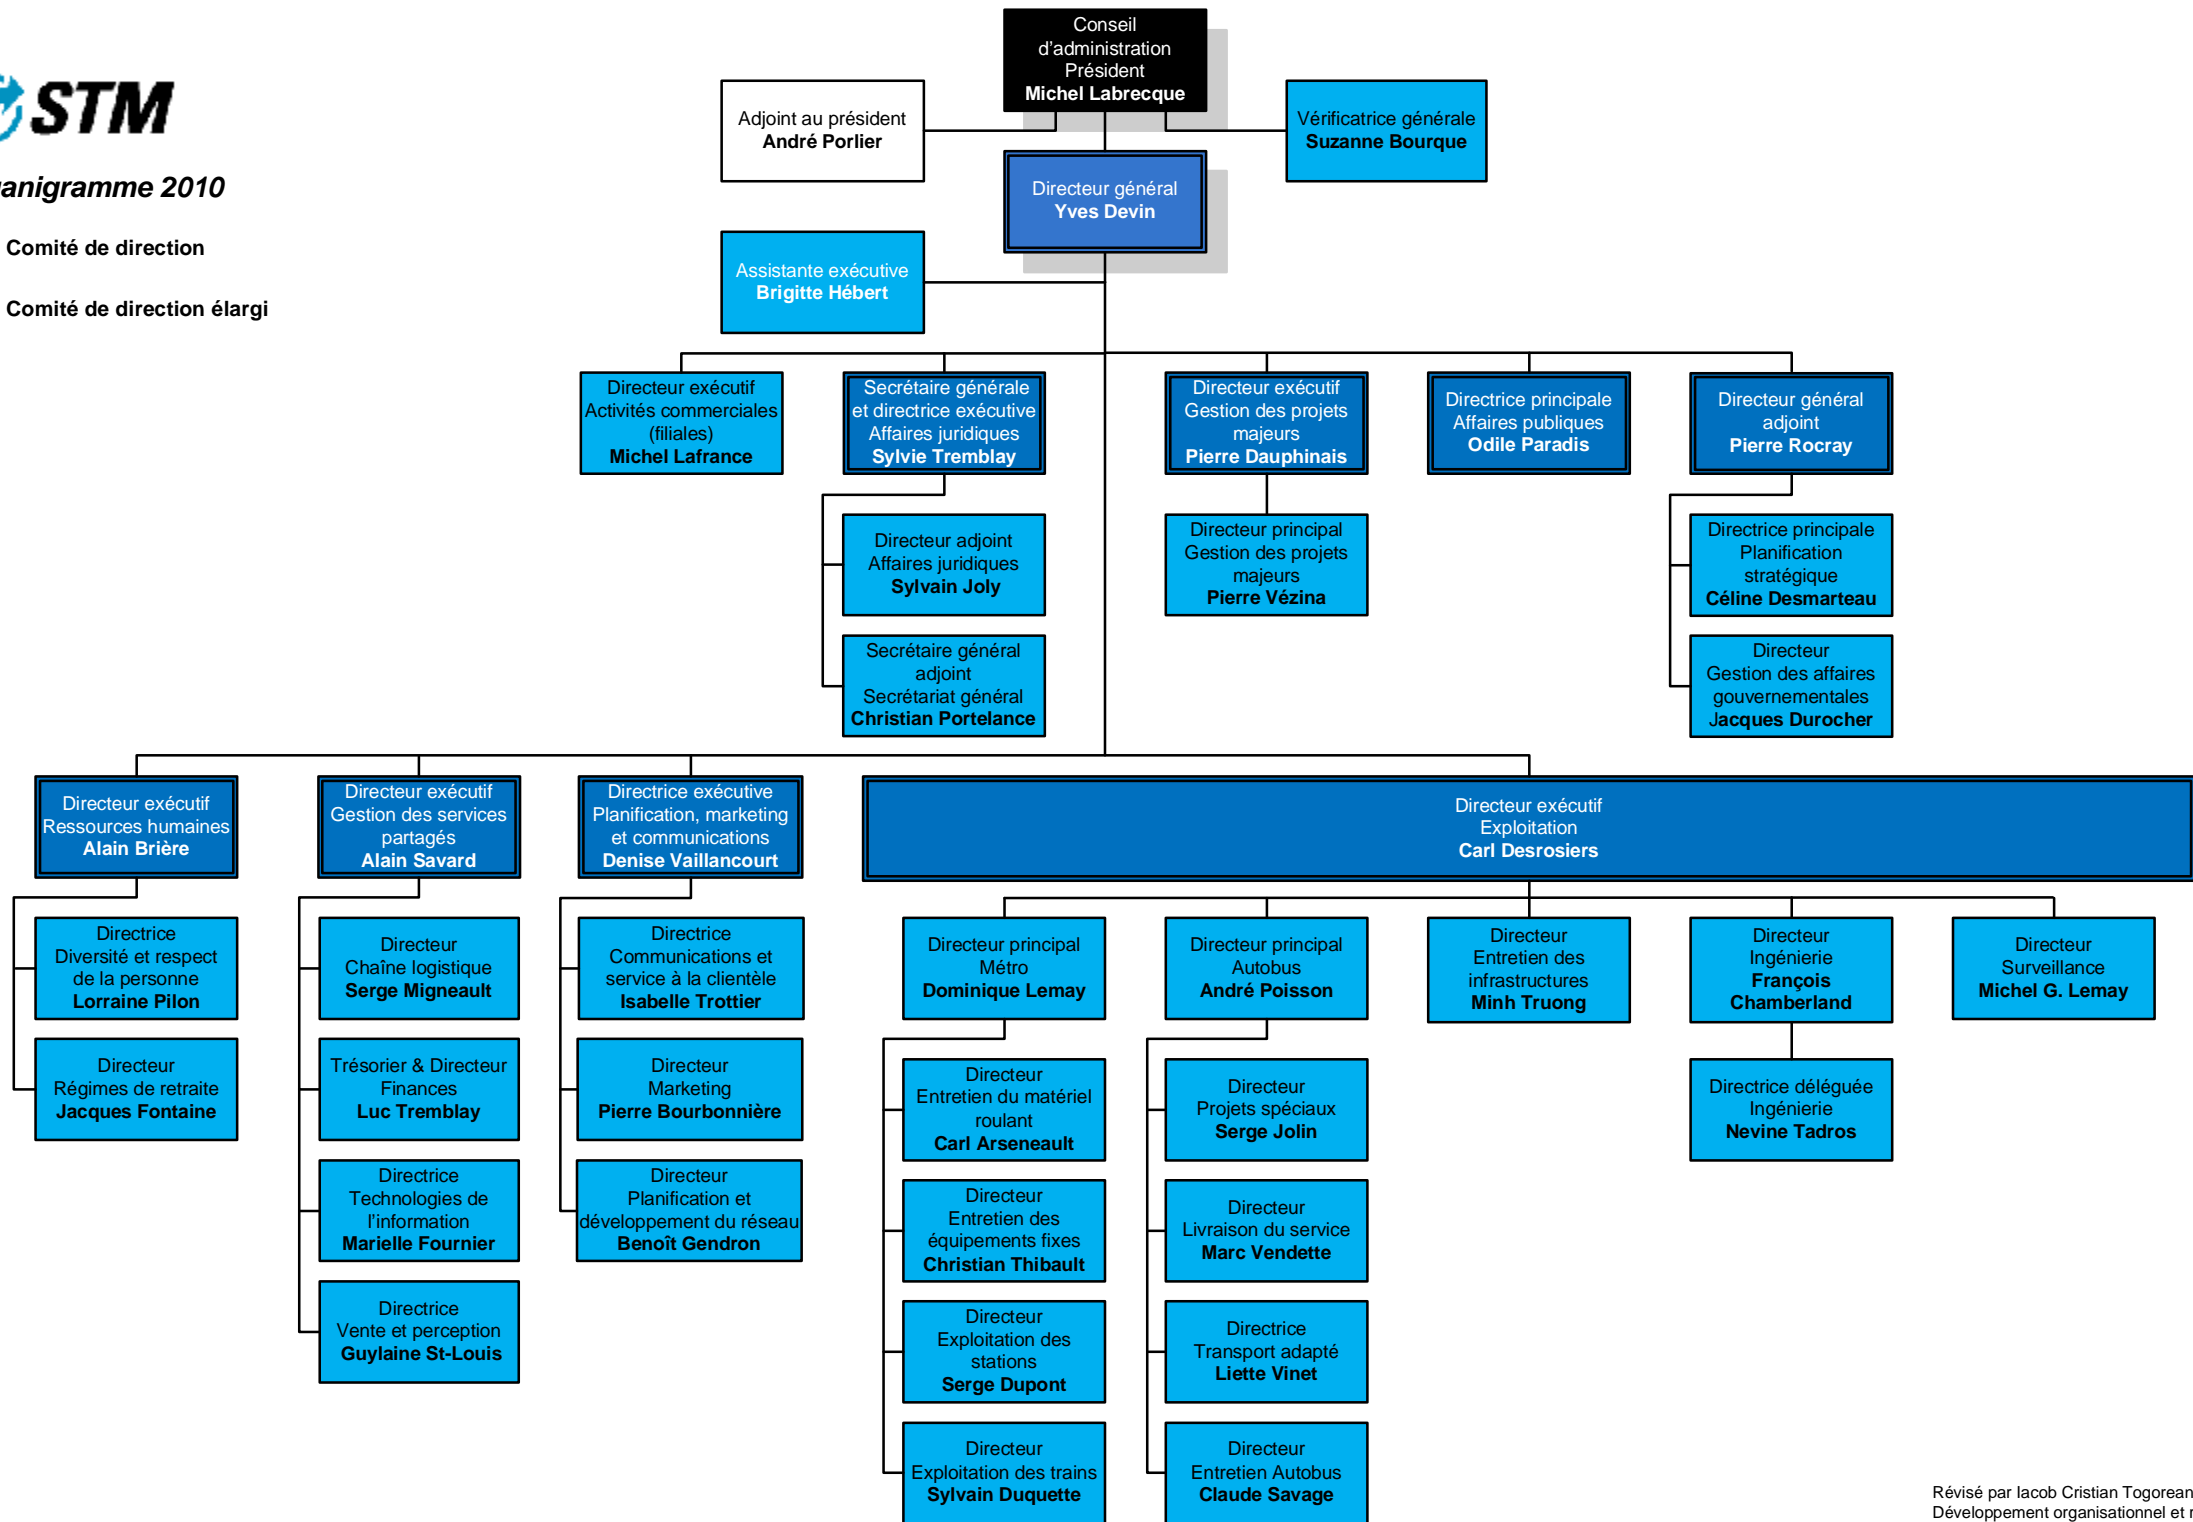 STM
anigramme 2010
Comité de direction
Comité de direction élargi
Conseil
d'administration
Président
Michel Labrecque
Adjoint au président
André Porlier
Vérificatrice générale
Suzanne Bourque
Directeur général
Yves Devin
Assistante exécutive
Brigitte Hébert
Directeur exécutif
Activités commerciales
(filiales)
Michel Lafrance
Secrétaire générale
et directrice exécutive
Affaires juridiques
Sylvie Tremblay
Directeur exécutif
Gestion des projets
majeurs
Pierre Dauphinais
Directrice principale
Affaires publiques
Odile Paradis
Directeur général
adjoint
Pierre Rocray
Directeur adjoint
Affaires juridiques
Sylvain Joly
Directeur principal
Gestion des projets
majeurs
Pierre Vézina
Directrice principale
Planification
stratégique
Céline Desmarteau
Secrétaire général
adjoint
Secrétariat général
Christian Portelance
Directeur
Gestion des affaires
gouvernementales
Jacques Durocher
Directeur exécutif
Ressources humaines
Alain Brière
Directeur exécutif
Gestion des services
partagés
Alain Savard
Directrice exécutive
Planification, marketing
et communications
Denise Vaillancourt
Directeur exécutif
Exploitation
Carl Desrosiers
Directrice
Diversité et respect
de la personne
Lorraine Pilon
Directeur
Régimes de retraite
Jacques Fontaine
Directeur
Chaîne logistique
Serge Migneault
Trésorier & Directeur
Finances
Luc Tremblay
Directrice
Technologies de
l'information
Marielle Fournier
Directrice
Vente et perception
Guylaine St-Louis
Directrice
Communications et
service à la clientèle
Isabelle Trottier
Directeur
Marketing
Pierre Bourbonnière
Directeur
Planification et
développement du réseau
Benoît Gendron
Directeur principal
Métro
Dominique Lemay
Directeur
Entretien du matériel
roulant
Carl Arseneault
Directeur
Entretien des
équipements fixes
Christian Thibault
Directeur
Exploitation des
stations
Serge Dupont
Directeur
Exploitation des trains
Sylvain Duquette
Directeur principal
Autobus
André Poisson
Directeur
Projets spéciaux
Serge Jolin
Directeur
Livraison du service
Marc Vendette
Directrice
Transport adapté
Liette Vinet
Directeur
Entretien Autobus
Claude Savage
Directeur
Entretien des
infrastructures
Minh Truong
Directeur
Ingénierie
François
Chamberland
Directrice déléguée
Ingénierie
Nevine Tadros
Directeur
Surveillance
Michel G. Lemay
Révisé par Iacob Cristian Togorean
Développement organisationnel et